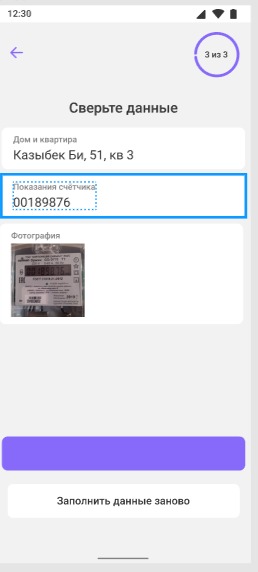 12:30
3 из 3
Сверьте данные
Дом и квартира
Казыбек Би, 51, кв 3
Показания счётчика
00189876
Фотография
Заполнить данные заново